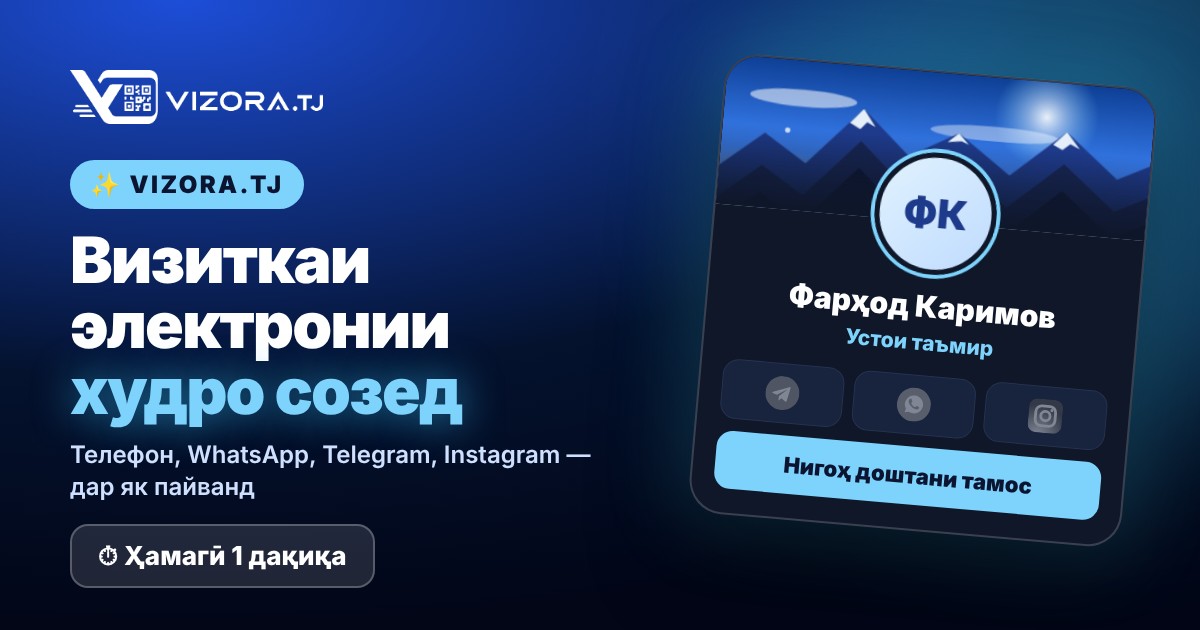 VIZORA.TJ
✨ VIZORA.TJ
Визиткаи
электронии
худро созед
Телефон, WhatsApp, Telegram, Instagram —
дар як пайванд
⏱ Ҳамагӣ 1 дақиқа
ФК
Фарҳод Каримов
Устои таъмир
Нигоҳ доштани тамос